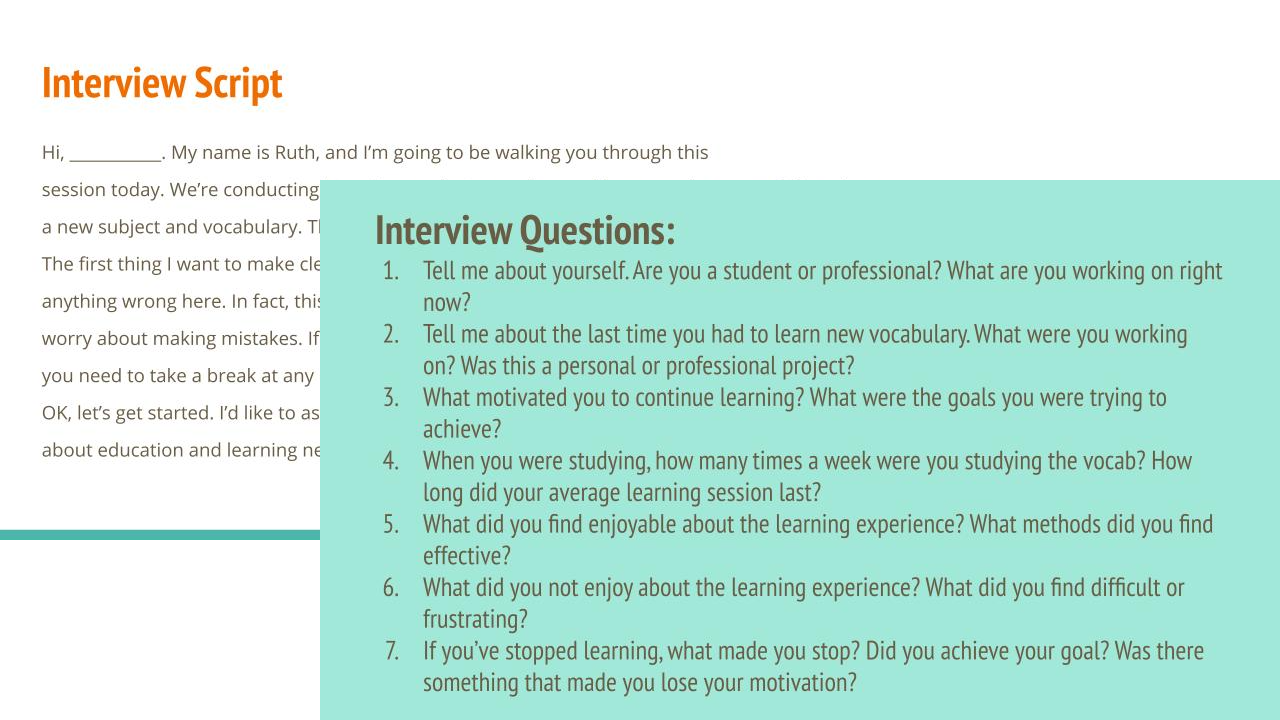 Interview Script
Hi, __________. My name is Ruth, and I’m going to be walking you through this
session today. We’re conducting
a new subject and vocabulary.
The first thing I want to make
anything wrong here. In fact, this
worry about making mistakes. If
you need to take a break at any
OK, let’s get started. I’d like to
about education and learning
Interview Questions:
1. Tell me about yourself. Are you a student or professional? What are you working on right
now?
2. Tell me about the last time you had to learn new vocabulary. What were you working
on? Was this a personal or professional project?
3. What motivated you to continue learning? What were the goals you were trying to
achieve?
4. When you were studying, how many times a week were you studying the vocab? How
long did your average learning session last?
5. What did you find enjoyable about the learning experience? What methods did you find
effective?
6. What did you not enjoy about the learning experience? What did you find difficult or
frustrating?
7. If you’ve stopped learning, what made you stop? Did you achieve your goal? Was there
something that made you lose your motivation?